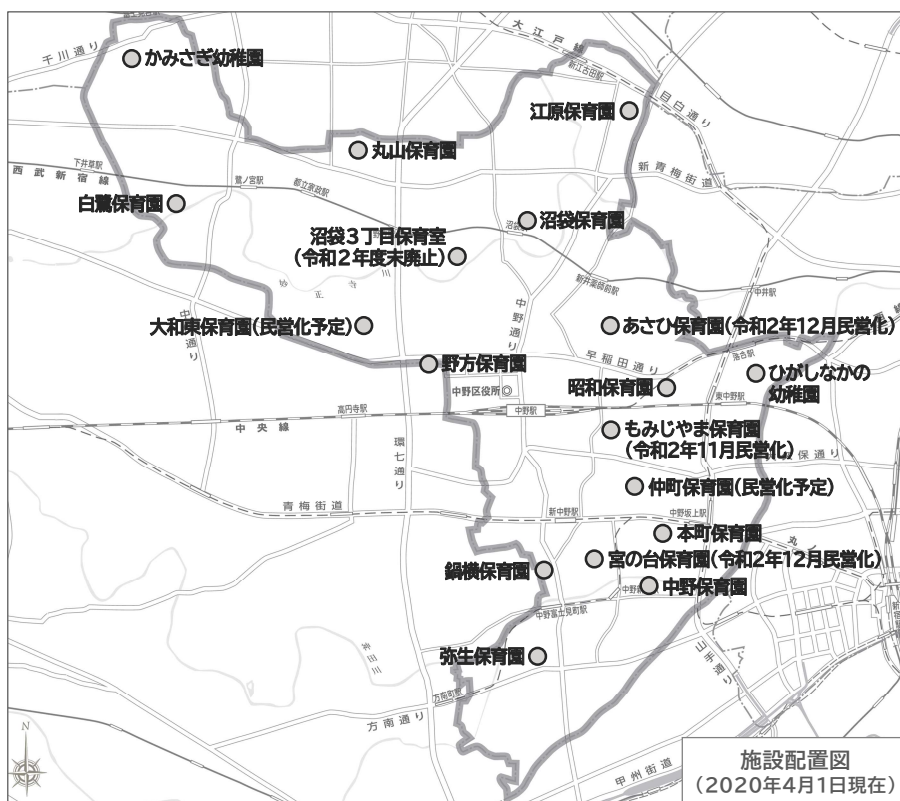 千川通り
かみさぎ幼稚園
大江戸線
新江古田駅
江原保育園
目白通り
丸山保育園
下井草駅
西武新宿線
鷺ノ宮駅
都立家政駅
新青梅街道
白鷺保育園
沼袋保育園
沼袋3丁目保育室
(令和2年度末廃止)
新井薬師前駅
中井駅
中野通り
大和東保育園(民営化予定)
あさひ保育園(令和2年12月民営化)
早稲田通り
落合駅
野方保育園
ひがしなかの
幼稚園
中野区役所◎
昭和保育園
東中野駅
高円寺駅
中野駅
中央線
もみじやま保育園
(令和2年11月民営化)
環七通り
仲町保育園(民営化予定)
青梅街道
新中野駅
中野坂上駅
本町保育園
宮の台保育園(令和2年12月民営化)
鍋横保育園
中野保育園
中野富士見町駅
弥生保育園
山手通り
方南町駅
方南通り
甲州街道
N
施設配置図
(2020年4月1日現在)